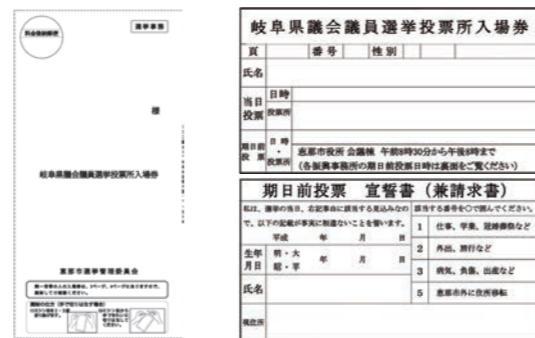 選挙事務
料金後納郵便
様
岐阜県議会議員選挙投票所入場券
恵那市選挙管理委員会
岐阜県議会議員選挙投票所入場券
頁 番号 性別
氏名
当日投票 日時
投票所
期日前投票 日時・投票所 恵那市役所 会議棟 午前8時30分から午後8時まで
(各振興事務所の期日前投票日時は裏面をご覧ください)
期日前投票 宣誓書(兼請求書)
私は、選挙の当日、右記事由に該当する見込みなので、以下の記載が事実に相違ないことを誓います。
平成 年 月 日
生年月日 明・大 昭・平 年 月 日
氏名
現住所
該当する番号を○で囲んでください。
1 仕事、学業、冠婚葬祭など
2 外出、旅行など
3 病気、負傷、出産など
5 恵那市外に住所移転